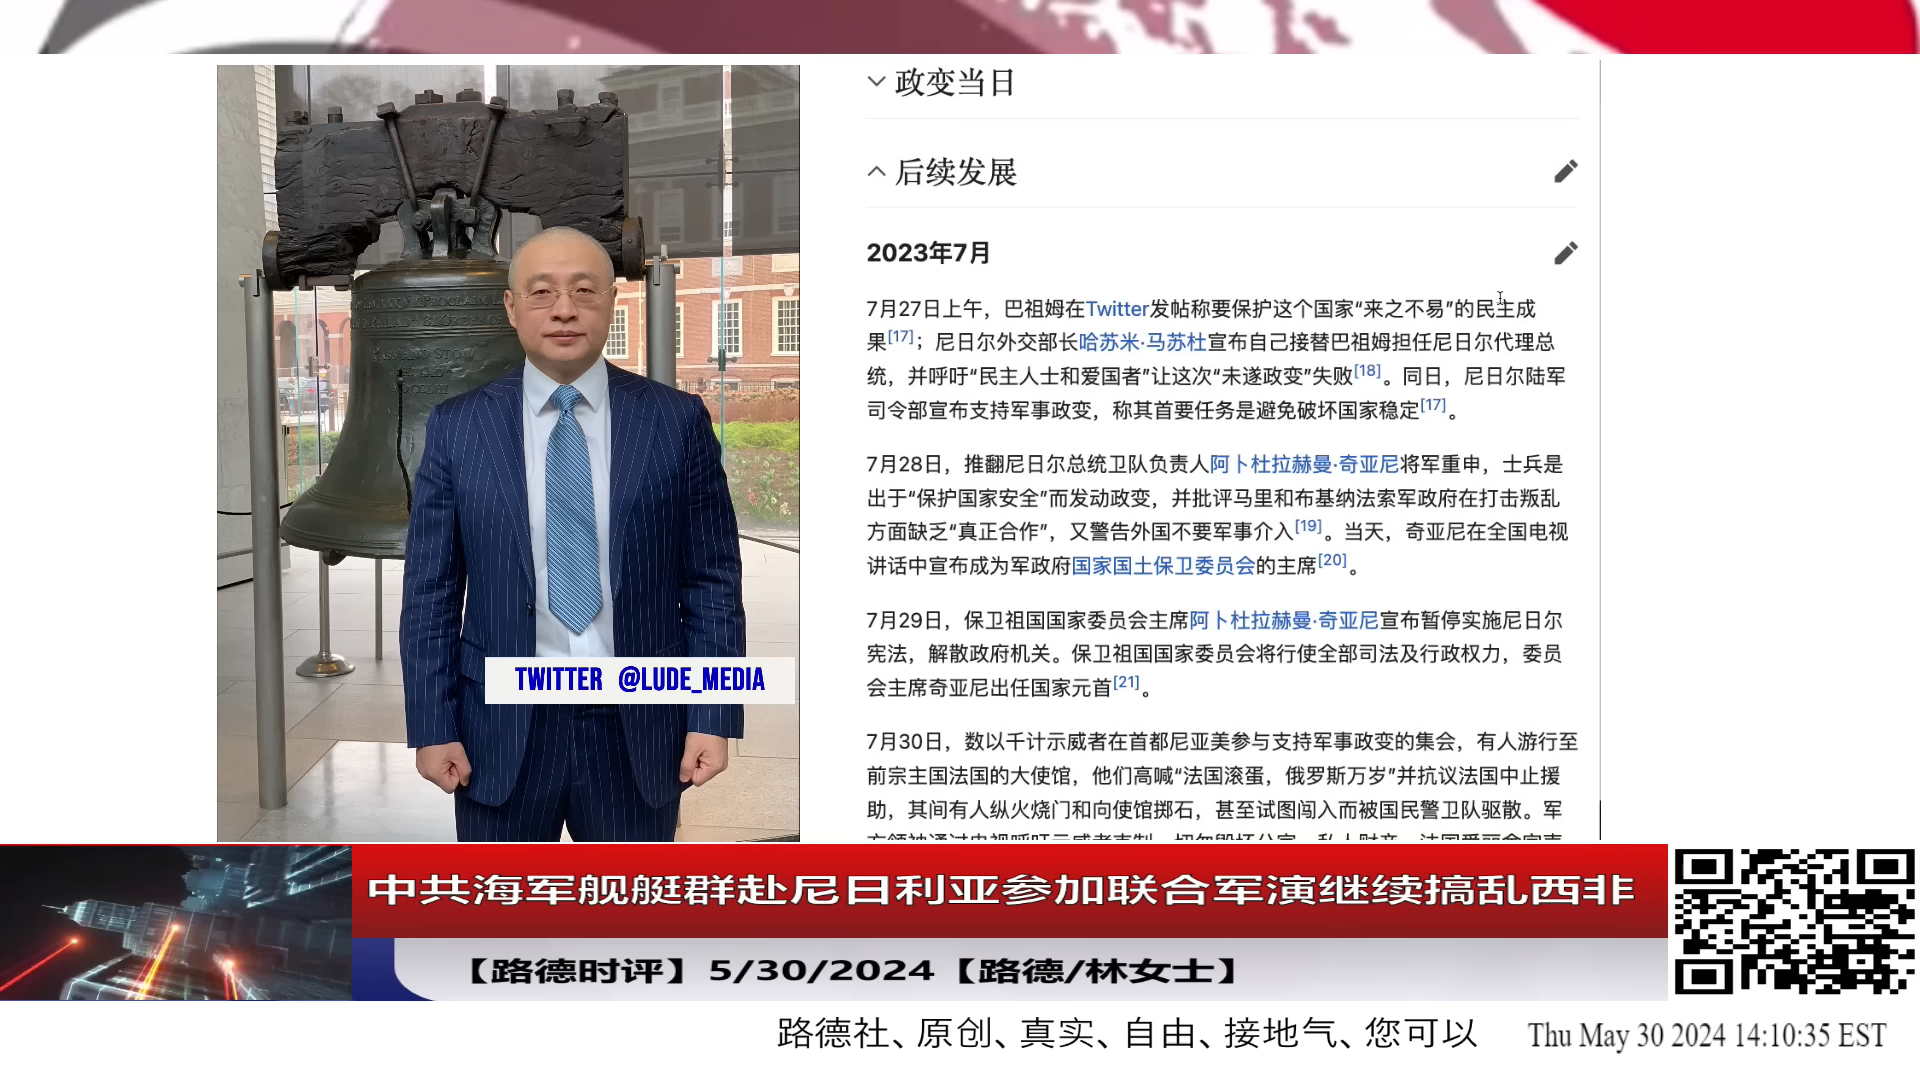 政变当日
后续发展
2023年7月
7月27日上午，巴祖姆在Twitter发帖称要保护这个国家“来之不易”的民主成
果[17]；尼日尔外交部长哈苏米·马苏杜宣布自己接替巴祖姆担任尼日尔代理总
统，并呼吁“民主人士和爱国者”让这次“未遂政变”失败[18]。同日，尼日尔陆军
司令部宣布支持军事政变，称其首要任务是避免破坏国家稳定[17]。
7月28日，推翻尼日尔总统卫队负责人阿卜杜拉赫曼·奇亚尼将军重申，士兵是
出于“保护国家安全”而发动政变，并批评马里和布基纳法索军政府在打击叛乱
方面缺乏“真正合作”，又警告外国不要军事介入[19]。当天，奇亚尼在全国电视
讲话中宣布成为军政府国家国土保卫委员会的主席[20]。
7月29日，保卫祖国国家委员会主席阿卜杜拉赫曼·奇亚尼宣布暂停实施尼日尔
宪法，解散政府机关。保卫祖国国家委员会将行使全部司法及行政权力，委员
会主席奇亚尼出任国家元首[21]。
7月30日，数以千计示威者在首都尼亚美参与支持军事政变的集会，有人游行至
前宗主国法国的大使馆，他们高喊“法国滚蛋，俄罗斯万岁”并抗议法国中止援
助，其间有人纵火烧门和向使馆掷石，甚至试图闯入而被国民警卫队驱散。军
PASS AND STOW
TWITTER @LUDE_MEDIA
中共海军舰艇群赴尼日利亚参加联合军演继续搞乱西非
【路德时评】5/30/2024【路德/林女士】
路德社、原创、真实、自由、接地气、您可以
Thu May 30 2024 14:10:35 EST